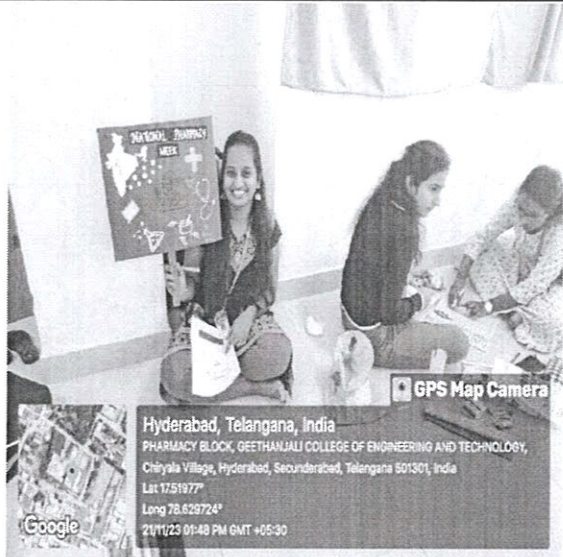 NATIONAL PHARMACY
WEEK
GPS Map Camera
Hyderabad, Telangana, India
PHARMACY BLOCK, GEETHANJALI COLLEGE OF ENGINEERING AND TECHNOLOGY,
Chiryala Village, Hyderabad, Secunderabad, Telangana 501301, India
Lat 17.51977°
Long 78.629724°
21/11/23 01:48 PM GMT +05:30
Google